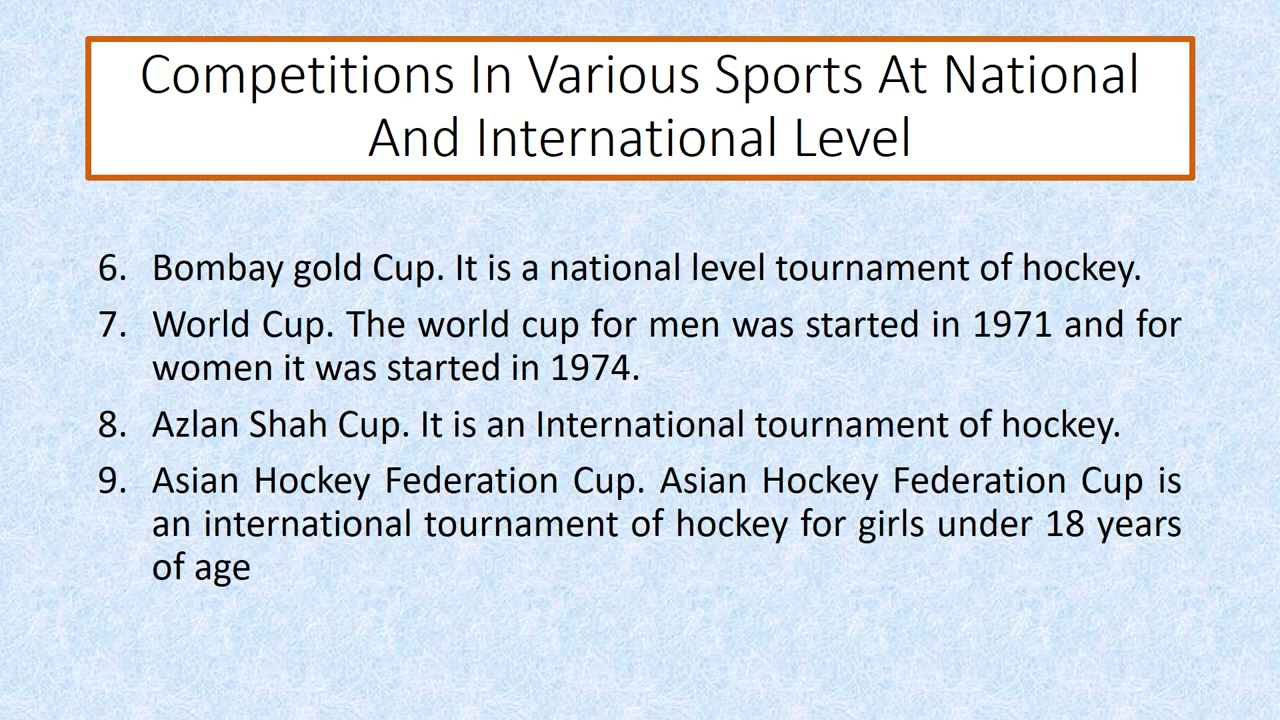 Competitions In Various Sports At National
And International Level
6. Bombay gold Cup. It is a national level tournament of hockey.
7. World Cup. The world cup for men was started in 1971 and for
women it was started in 1974.
8. Azlan Shah Cup. It is an International tournament of hockey.
9. Asian Hockey Federation Cup. Asian Hockey Federation Cup is
an international tournament of hockey for girls under 18 years
of age